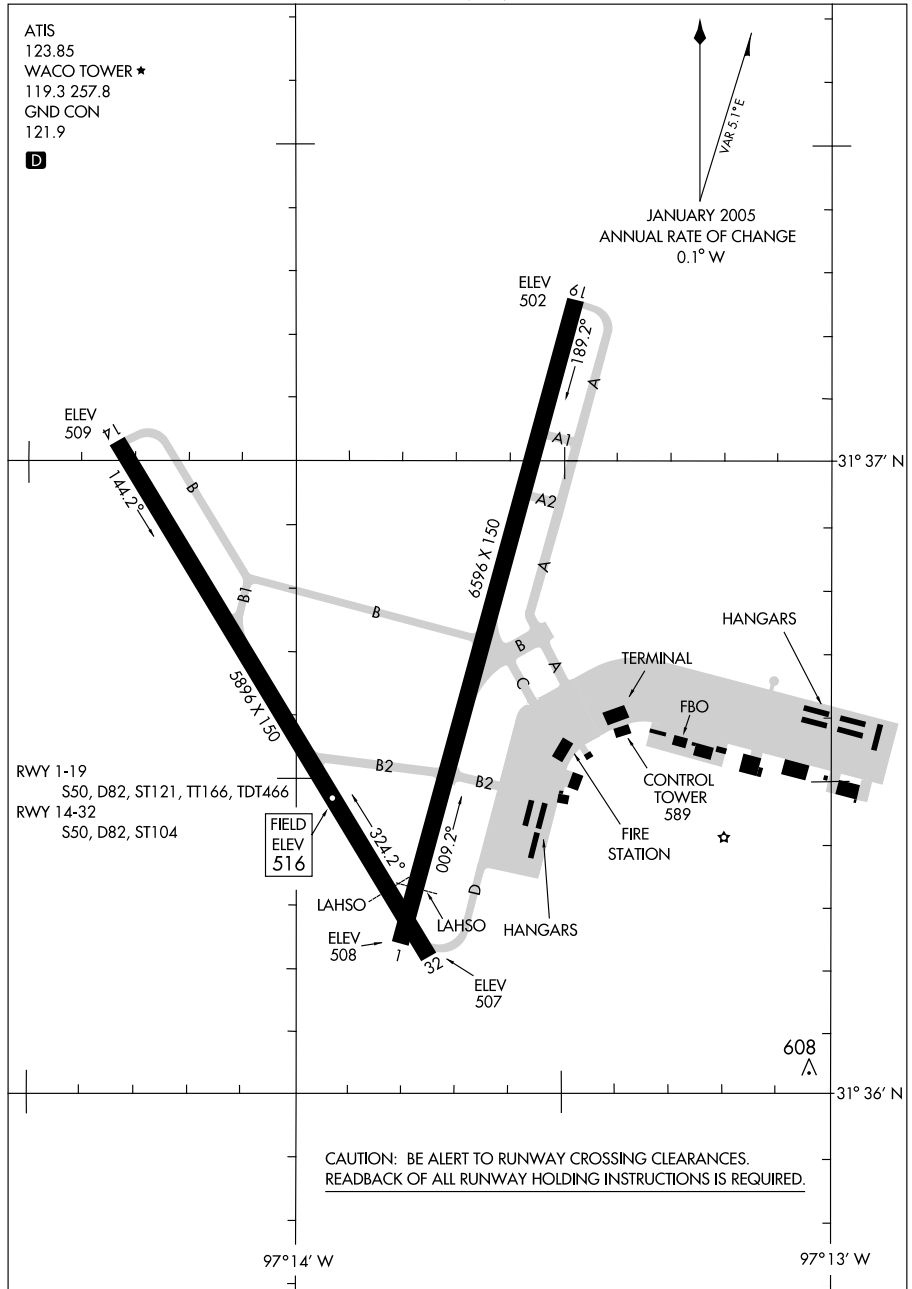 ATIS
123.85
WACO TOWER ★
119.3 257.8
GND CON
121.9
D
VAR 5.1° E
JANUARY 2005
ANNUAL RATE OF CHANGE
0.1° W
ELEV
502
19
189.2°
A
A1
A2
A
ELEV
509
14
144.2°
31° 37' N
B
B1
B
6596 X 150
5896 X 150
B
A
C
HANGARS
TERMINAL
FBO
B2
B2
RWY 1-19
S50, D82, ST121, TT166, TDT466
RWY 14-32
S50, D82, ST104
CONTROL
TOWER
589
FIELD
ELEV
516
324.2°
009.2°
FIRE
STATION
D
LAHSO
LAHSO
HANGARS
ELEV
508
1
32
ELEV
507
608
31° 36' N
CAUTION: BE ALERT TO RUNWAY CROSSING CLEARANCES.
READBACK OF ALL RUNWAY HOLDING INSTRUCTIONS IS REQUIRED.
97°14' W
97°13' W